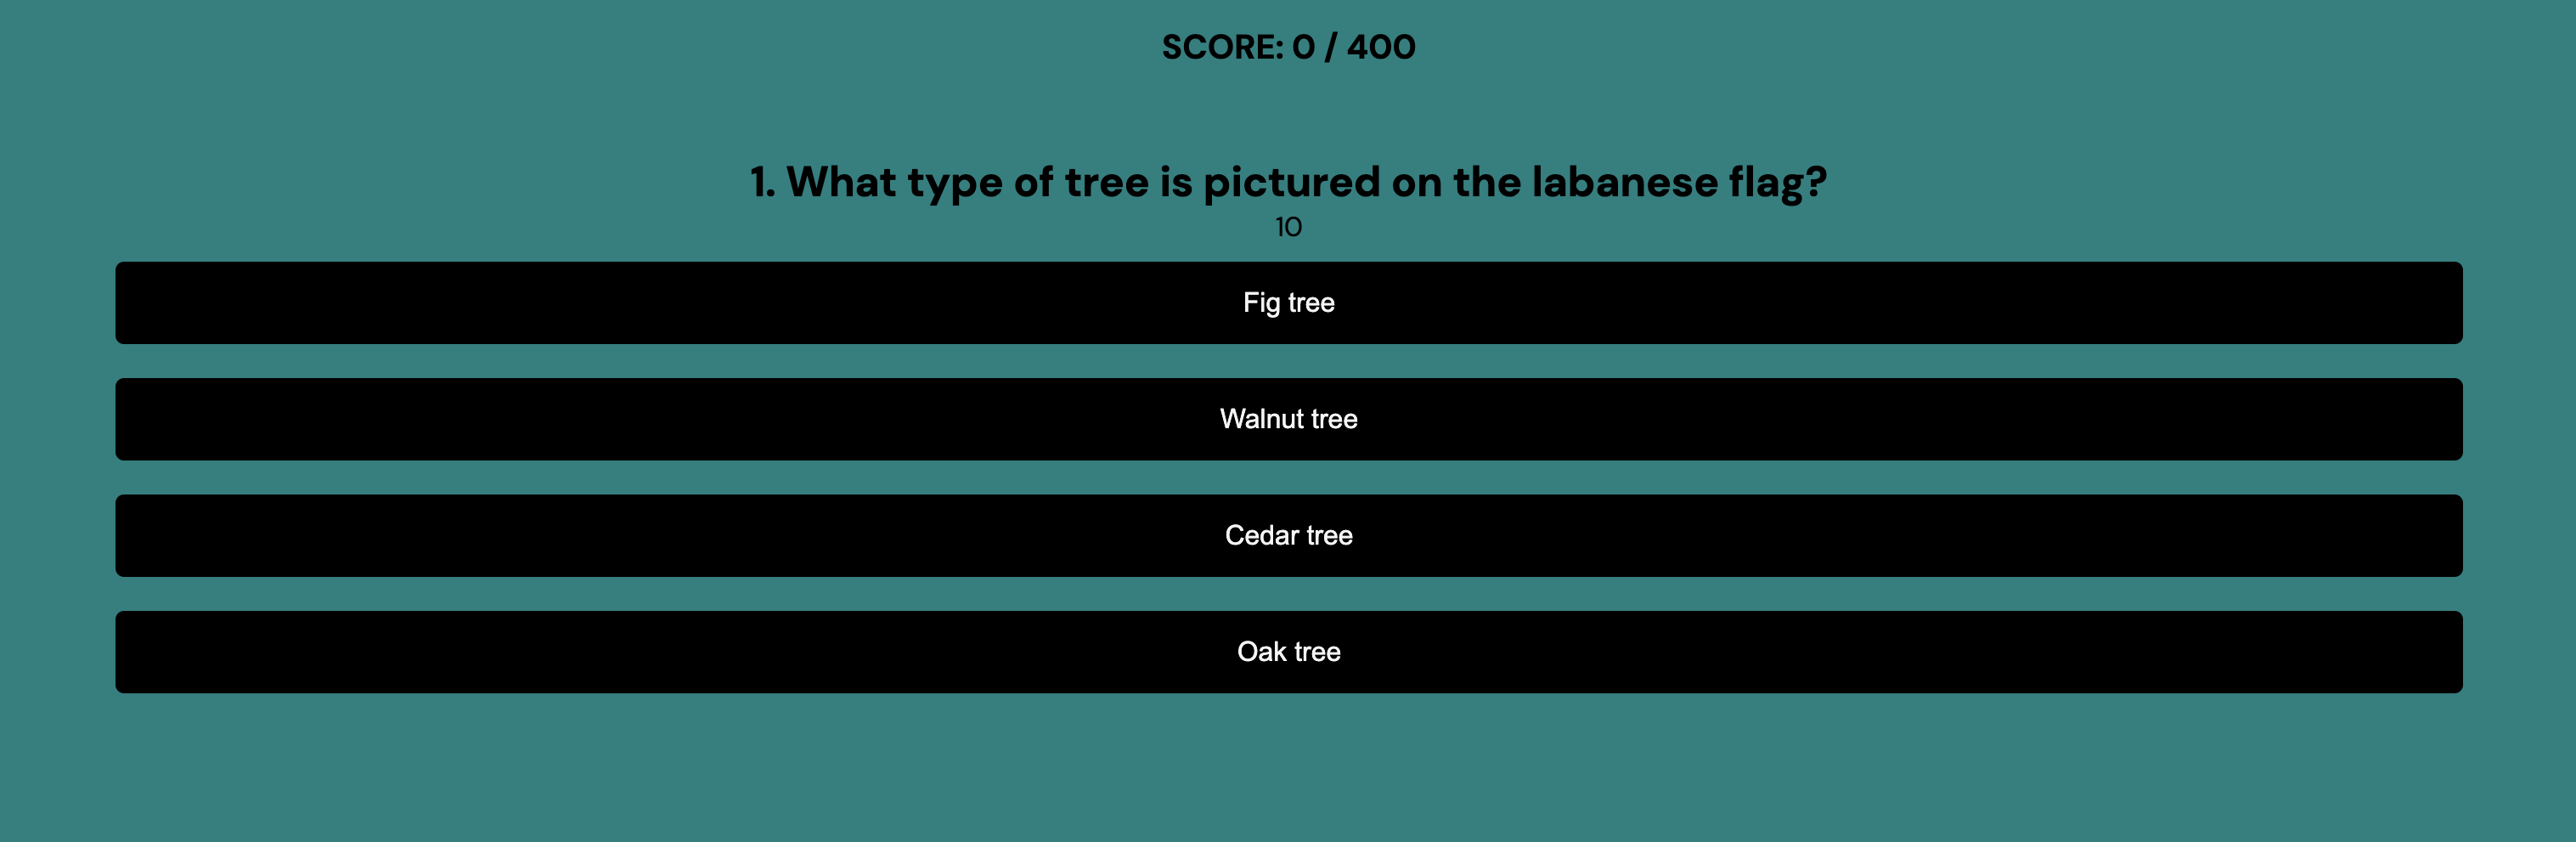 SCORE: 0 / 400
1. What type of tree is pictured on the labanese flag?
10
Fig tree
Walnut tree
Cedar tree
Oak tree